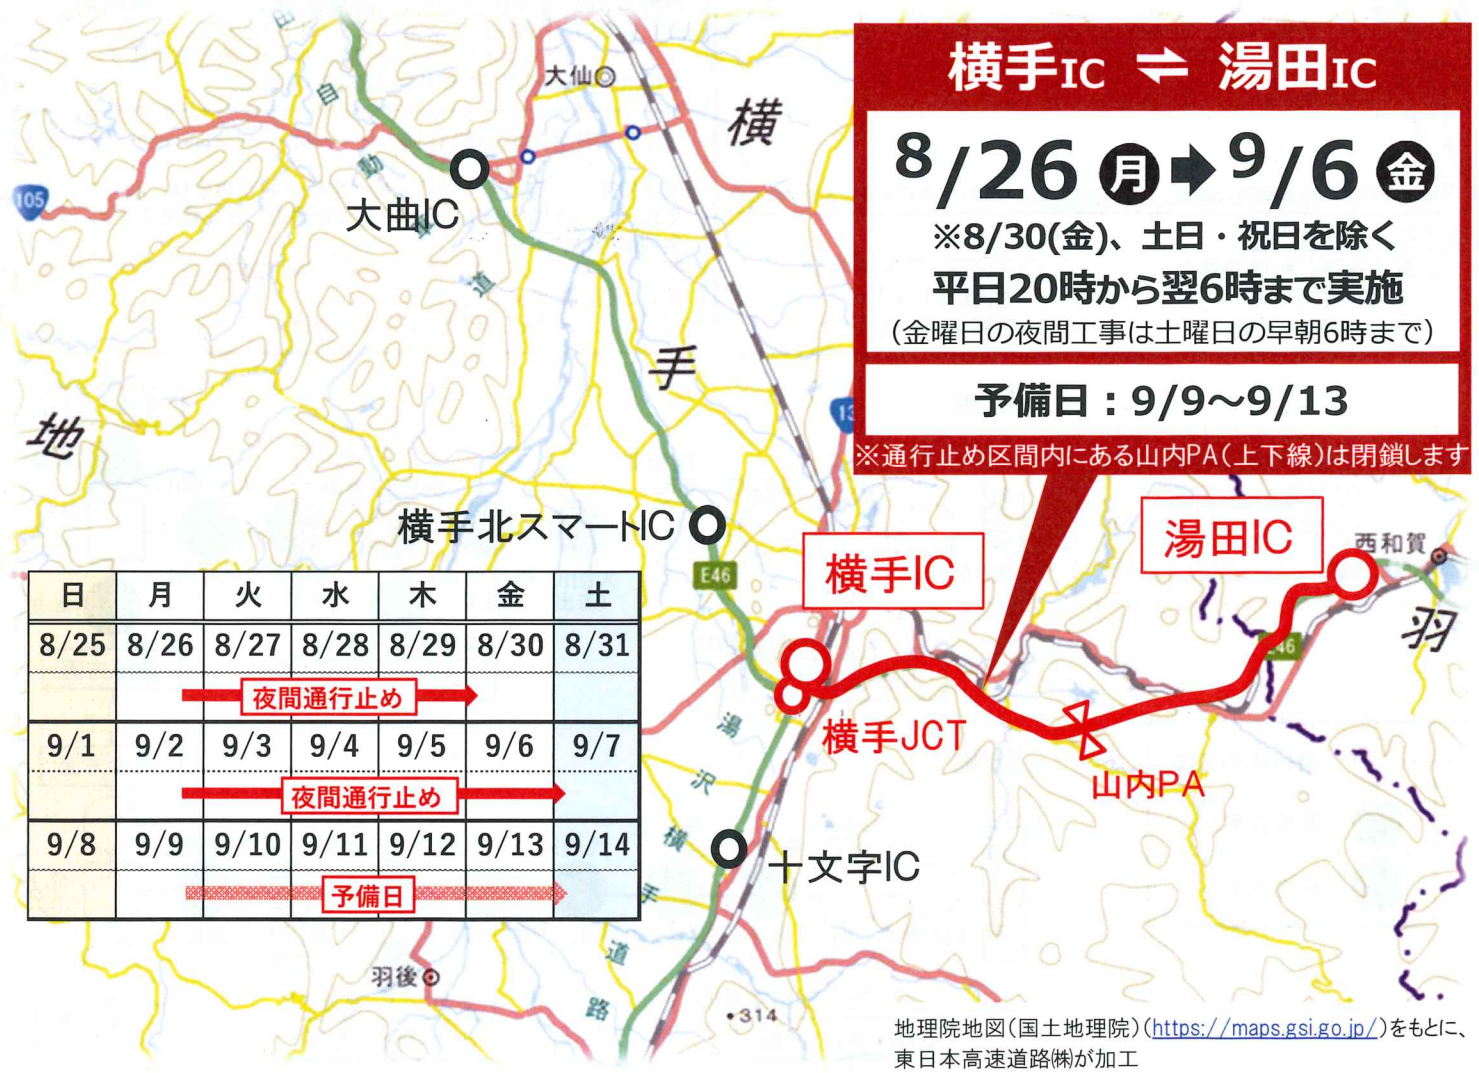 横手IC ⇌ 湯田IC
8/26 月 ➡ 9/6 金
※8/30(金)、土日・祝日を除く
平日20時から翌6時まで実施
(金曜日の夜間工事は土曜日の早朝6時まで)
予備日：9/9～9/13
※通行止め区間内にある山内PA(上下線)は閉鎖します
大仙
横
自
動
道
105
大曲IC
手
地
13
横手北スマートIC
E46
横手IC
湯田IC
西和賀
羽
E46
横手JCT
山内PA
湯
沢
横
手
道
路
十文字IC
羽後
・314
日 月 火 水 木 金 土
8/25 8/26 8/27 8/28 8/29 8/30 8/31
夜間通行止め
9/1 9/2 9/3 9/4 9/5 9/6 9/7
夜間通行止め
9/8 9/9 9/10 9/11 9/12 9/13 9/14
予備日
地理院地図(国土地理院)(https://maps.gsi.go.jp/)をもとに、
東日本高速道路㈱が加工